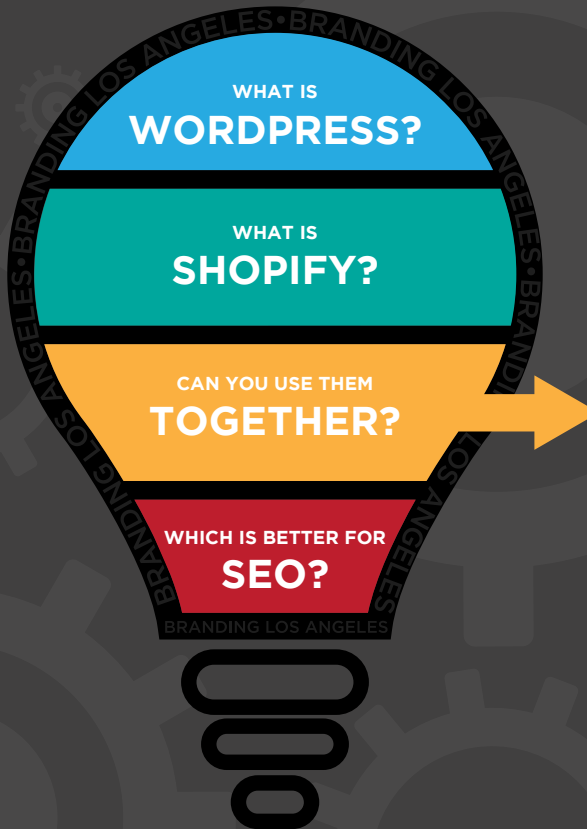 BRANDING LOS ANGELES•BRANDING LOS ANGELES•BRANDING LOS ANGELES
WHAT IS
WORDPRESS?
WHAT IS
SHOPIFY?
CAN YOU USE THEM
TOGETHER?
WHICH IS BETTER FOR
SEO?
BRANDING LOS ANGELES•
BRANDING LOS ANGELES